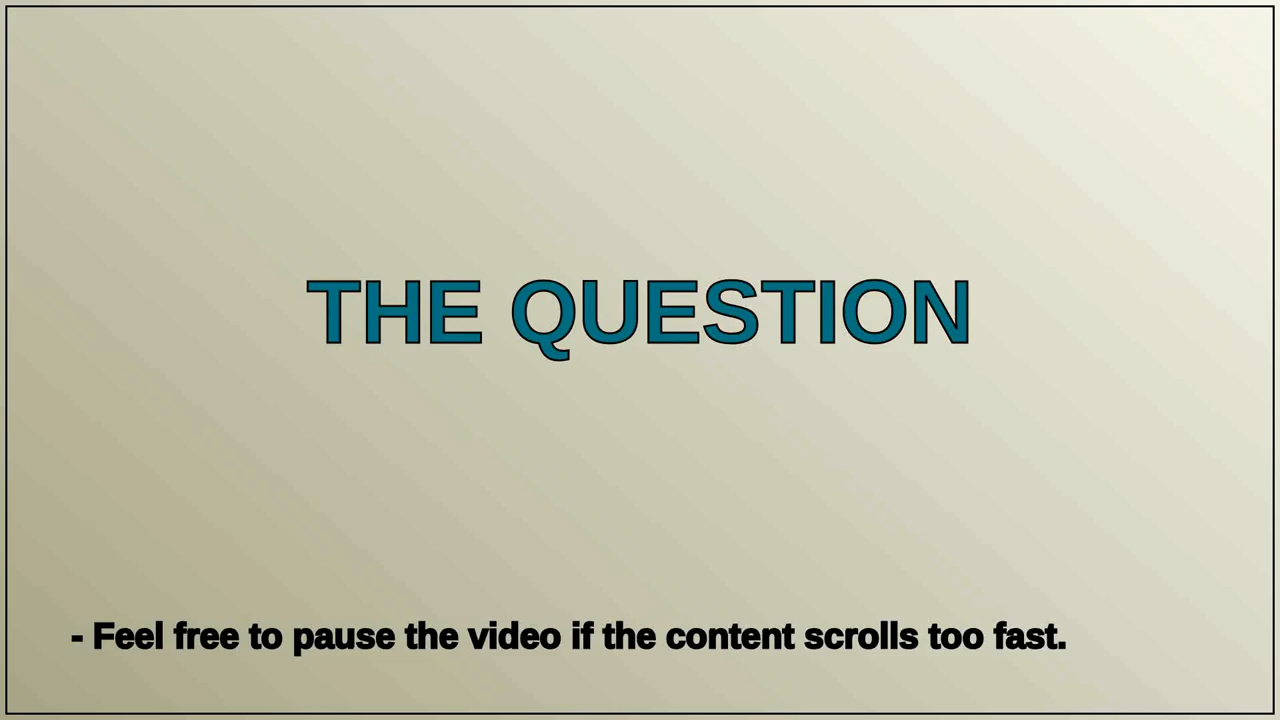 THE QUESTION
- Feel free to pause the video if the content scrolls too fast.